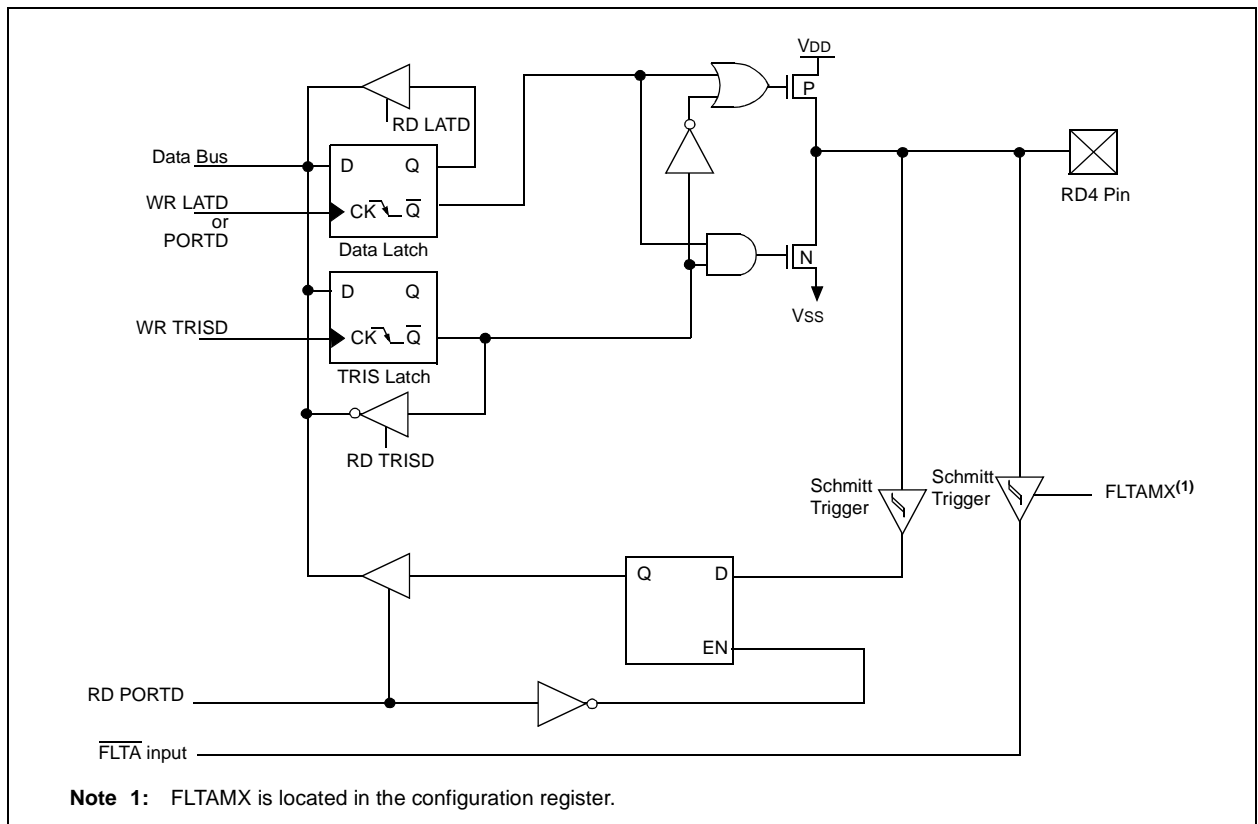 VDD
P
RD LATD
Data Bus
D Q
WR LATD
or
PORTD
CK Q
Data Latch
RD4 Pin
N
VSS
D Q
WR TRISD
CK Q
TRIS Latch
RD TRISD
Schmitt
Trigger
Schmitt
Trigger
FLTAMX(1)
Q D
EN
RD PORTD
FLTA input
Note 1: FLTAMX is located in the configuration register.